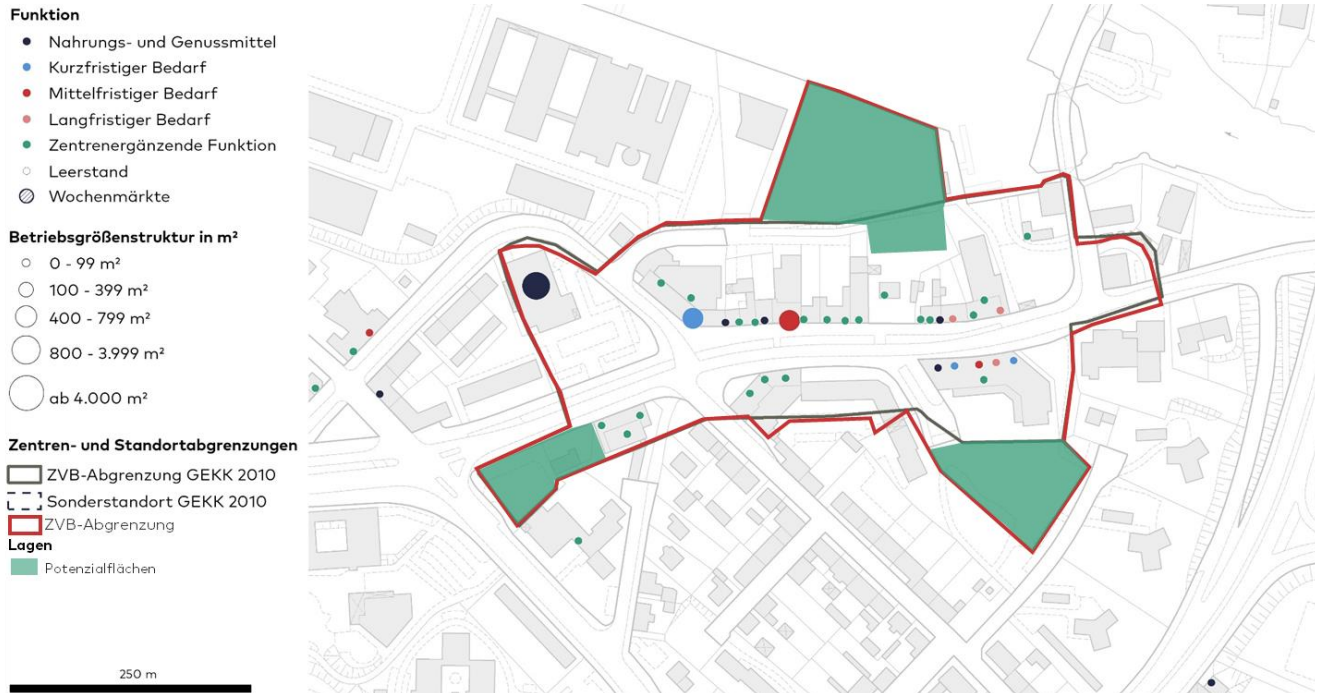 Funktion
Nahrungs- und Genussmittel
Kurzfristiger Bedarf
Mittelfristiger Bedarf
Langfristiger Bedarf
Zentrenergänzende Funktion
Leerstand
Wochenmärkte
Betriebsgrößenstruktur in m²
0 - 99 m²
100 - 399 m²
400 - 799 m²
800 - 3.999 m²
ab 4.000 m²
Zentren- und Standortabgrenzungen
ZVB-Abgrenzung GEKK 2010
Sonderstandort GEKK 2010
ZVB-Abgrenzung
Lagen
Potenzialflächen
250 m